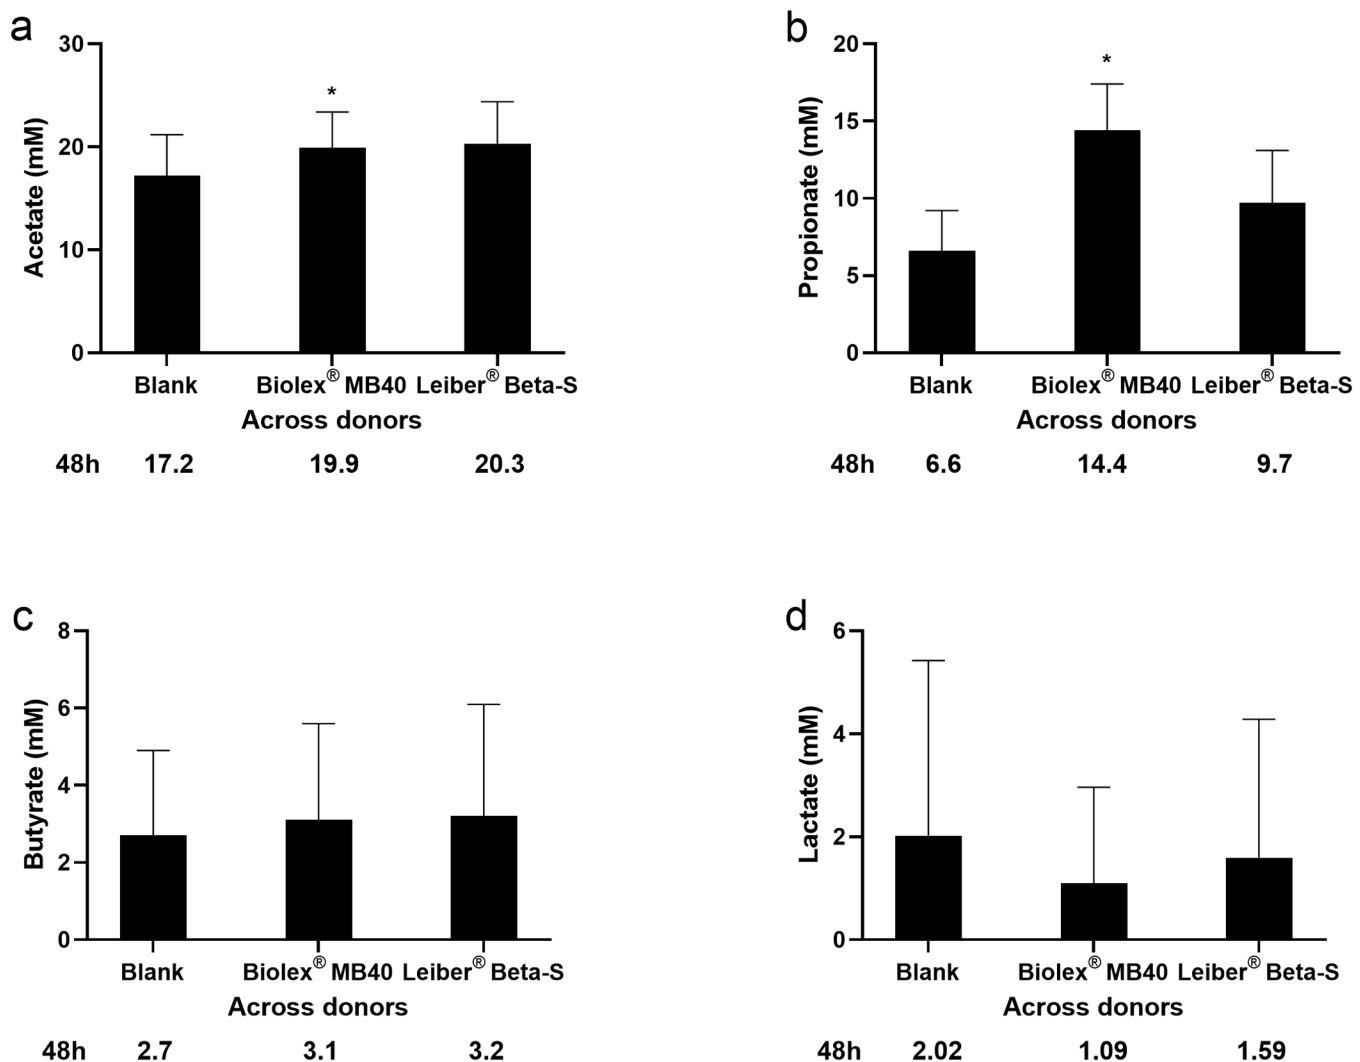 a
30
20
10
0
Acetate (mM)
*
Blank Biolex® MB40 Leiber® Beta-S
Across donors
48h 17.2 19.9 20.3
b
20
15
10
5
0
Propionate (mM)
*
Blank Biolex® MB40 Leiber® Beta-S
Across donors
48h 6.6 14.4 9.7
c
8
6
4
2
0
Butyrate (mM)
Blank Biolex® MB40 Leiber® Beta-S
Across donors
48h 2.7 3.1 3.2
d
6
4
2
0
Lactate (mM)
Blank Biolex® MB40 Leiber® Beta-S
Across donors
48h 2.02 1.09 1.59